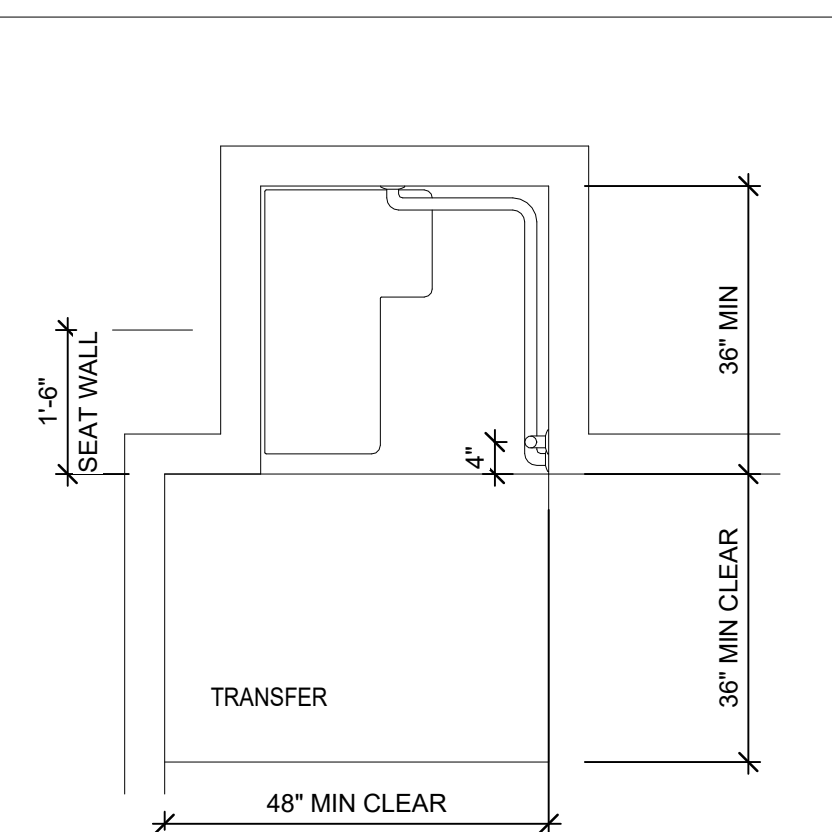 36" MIN
1'-6"
SEAT WALL
4"
36" MIN CLEAR
TRANSFER
48" MIN CLEAR